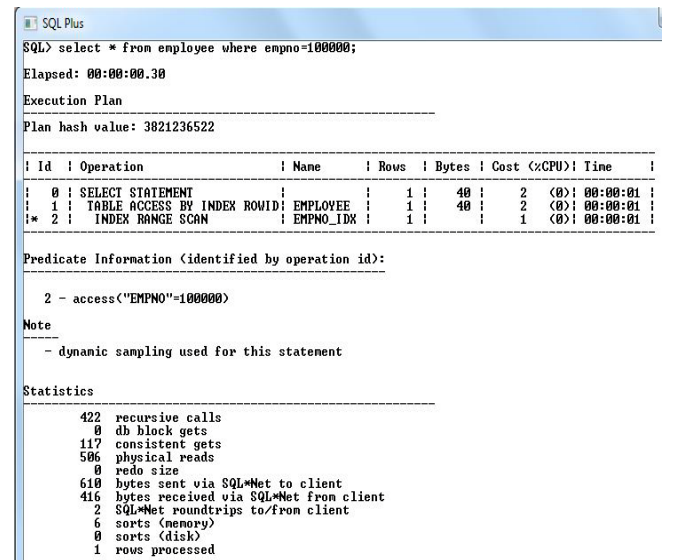 SQL Plus
SQL> select * from employee where empno=100000;
Elapsed: 00:00:00.30
Execution Plan
----------------------------------------------------------
Plan hash value: 3821236522
-----------------------------------------------------------------------------------------
| Id  | Operation                   | Name      | Rows  | Bytes | Cost (%CPU)| Time     |
-----------------------------------------------------------------------------------------
|   0 | SELECT STATEMENT            |           |     1 |    40 |     2   (0)| 00:00:01 |
|   1 |  TABLE ACCESS BY INDEX ROWID| EMPLOYEE  |     1 |    40 |     2   (0)| 00:00:01 |
|*  2 |   INDEX RANGE SCAN          | EMPNO_IDX |     1 |       |     1   (0)| 00:00:01 |
-----------------------------------------------------------------------------------------
Predicate Information (identified by operation id):
---------------------------------------------------
2 - access("EMPNO"=100000)
Note
-----
- dynamic sampling used for this statement
Statistics
----------------------------------------------------------
422 recursive calls
0 db block gets
117 consistent gets
506 physical reads
0 redo size
610 bytes sent via SQL*Net to client
416 bytes received via SQL*Net from client
2 SQL*Net roundtrips to/from client
6 sorts (memory)
0 sorts (disk)
1 rows processed